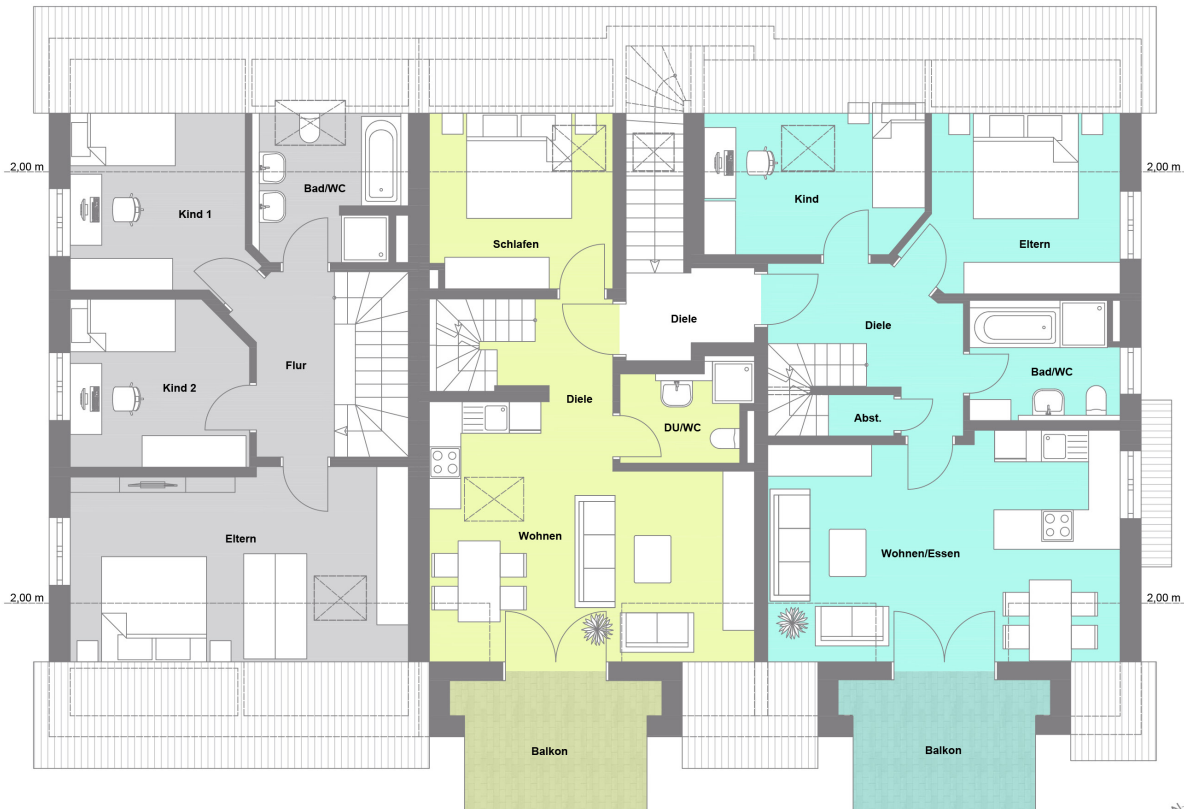 2,00 m
2,00 m
Kind 1
Bad/WC
Schlafen
Kind
Eltern
Diele
Diele
Flur
Kind 2
Diele
Bad/WC
Abst.
DU/WC
Eltern
Wohnen
Wohnen/Essen
2,00 m
2,00 m
Balkon
Balkon